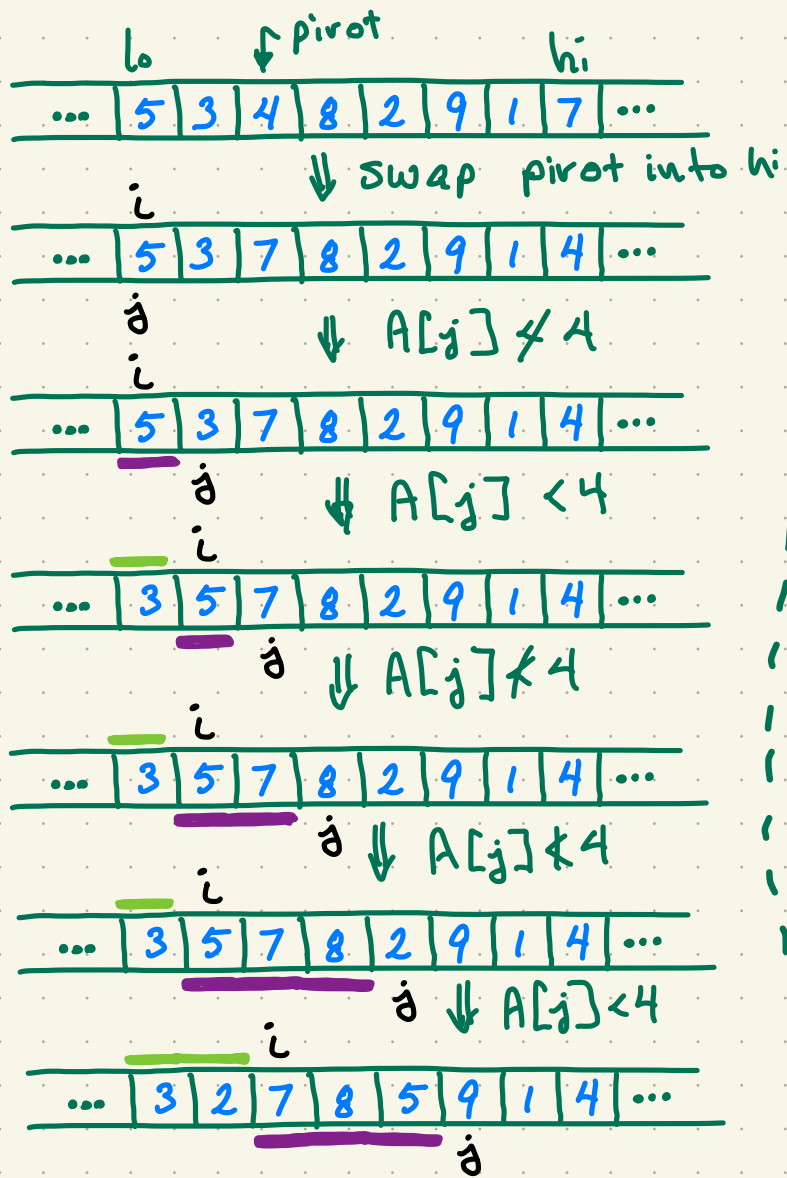 lo pivot hi
... 5 3 4 8 2 9 1 7 ...
⇓ swap pivot into hi
i
... 5 3 7 8 2 9 1 4 ...
j ⇓ A[j] ≮ 4
i
... 5 3 7 8 2 9 1 4 ...
j ⇓ A[j] < 4
i
... 3 5 7 8 2 9 1 4 ...
j ⇓ A[j] ≮ 4
i
... 3 5 7 8 2 9 1 4 ...
j ⇓ A[j] ≮ 4
i
... 3 5 7 8 2 9 1 4 ...
j ⇓ A[j] < 4
i
... 3 2 7 8 5 9 1 4 ...
j